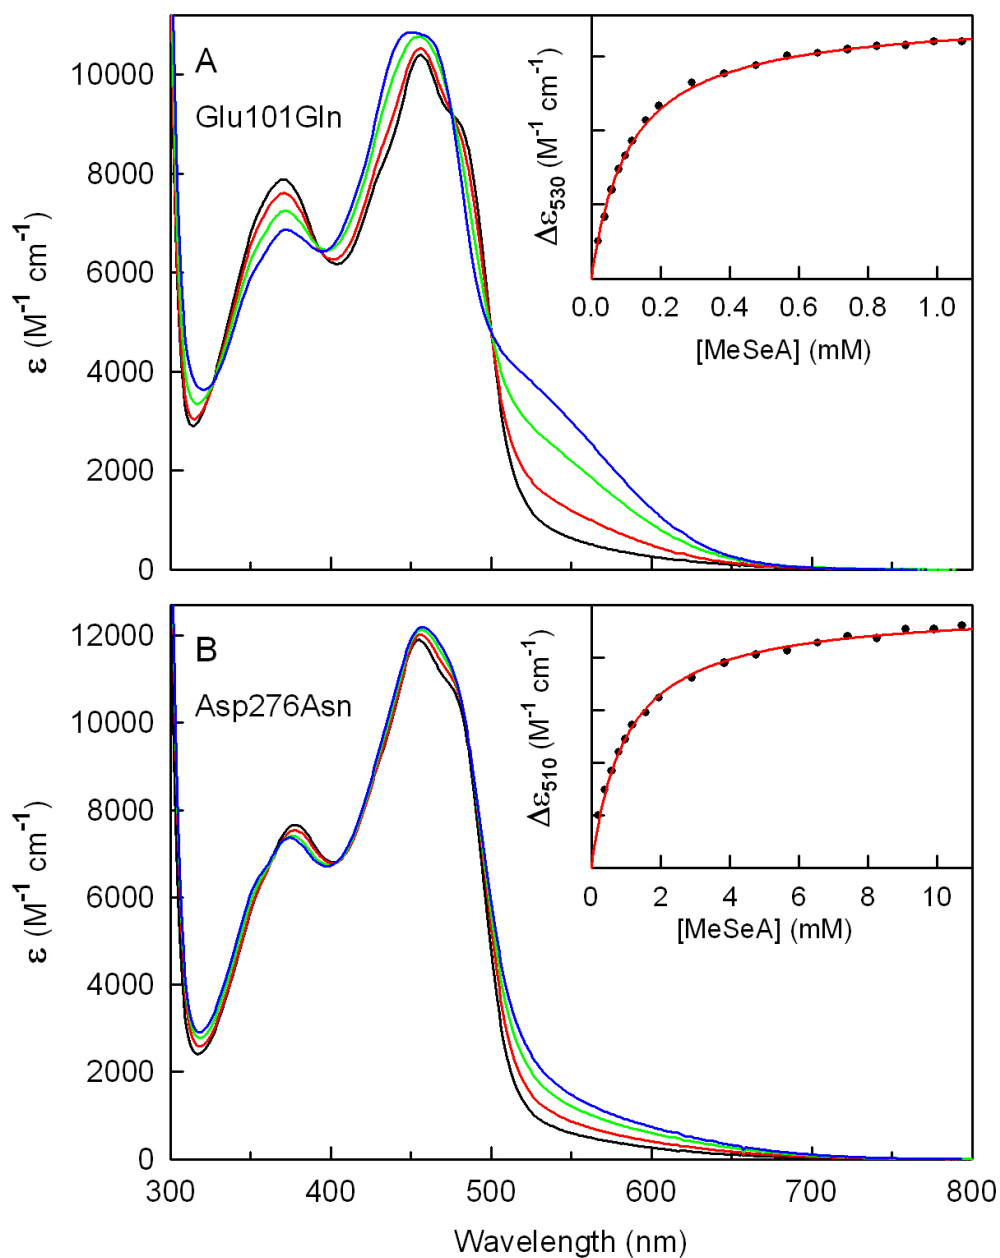 A
Glu101Gln
ε (M⁻¹ cm⁻¹)
10000
8000
6000
4000
2000
0
Δε₅₃₀ (M⁻¹ cm⁻¹)
0.0 0.2 0.4 0.6 0.8 1.0
[MeSeA] (mM)
B
Asp276Asn
ε (M⁻¹ cm⁻¹)
12000
10000
8000
6000
4000
2000
0
Δε₅₁₀ (M⁻¹ cm⁻¹)
0 2 4 6 8 10
[MeSeA] (mM)
300 400 500 600 700 800
Wavelength (nm)